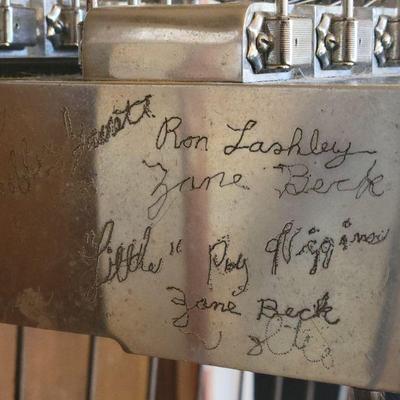 Ron Lashley
Zane Beck
"Little" Roy Wiggins
Zane Beck